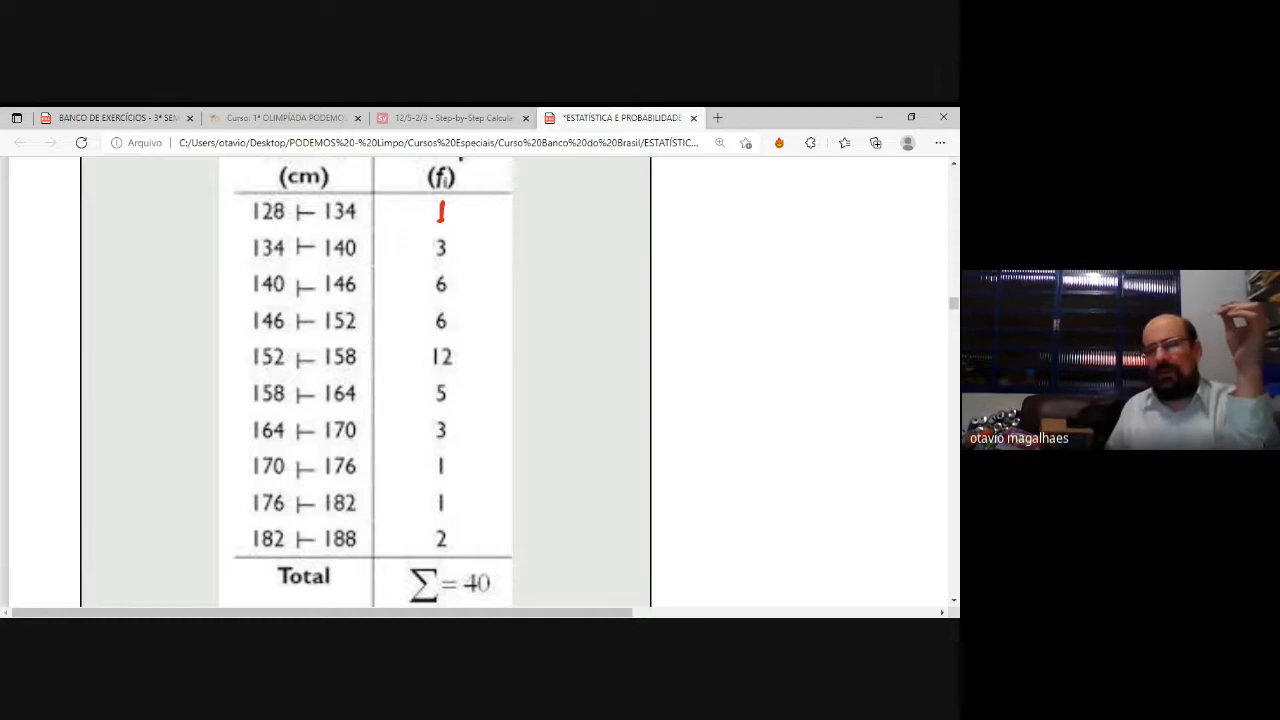 BANCO DE EXERCÍCIOS - 3ª SEM
Curso: 1ª OLIMPÍADA PODEMOS
Sy 12/5-2/3 - Step-by-Step Calcula
*ESTATÍSTICA E PROBABILIDADE
Arquivo C:/Users/otavio/Desktop/PODEMOS%20-%20Limpo/Cursos%20Especiais/Curso%20Banco%20do%20Brasil/ESTATÍSTIC...
(cm) (fᵢ)
128 ⊢ 134 1
134 ⊢ 140 3
140 ⊢ 146 6
146 ⊢ 152 6
152 ⊢ 158 12
158 ⊢ 164 5
164 ⊢ 170 3
170 ⊢ 176 1
176 ⊢ 182 1
182 ⊢ 188 2
Total ∑ = 40
otavio magalhaes